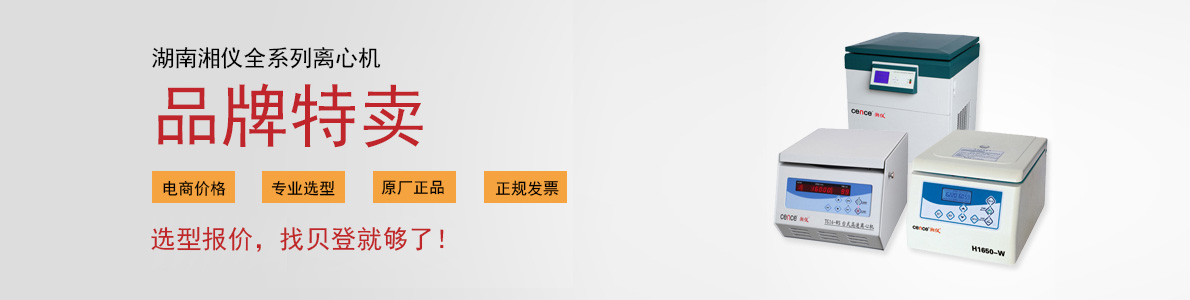 湖南湘仪全系列离心机
品牌特卖
电商价格 专业选型 原厂正品 正规发票
选型报价，找贝登就够了！
cence 湘仪
cence 湘仪
cence 湘仪
H1650-W